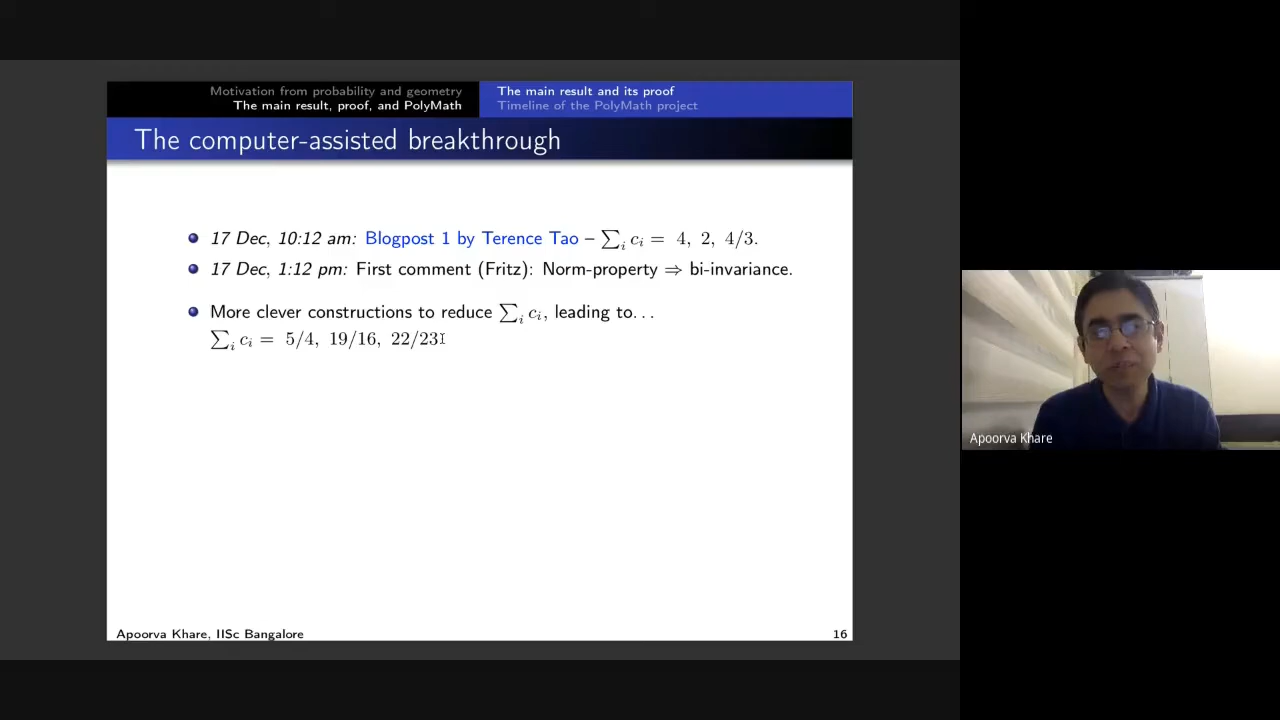 Motivation from probability and geometry
The main result, proof, and PolyMath
The main result and its proof
Timeline of the PolyMath project
The computer-assisted breakthrough
17 Dec, 10:12 am: Blogpost 1 by Terence Tao – ∑ᵢ cᵢ = 4, 2, 4/3.
17 Dec, 1:12 pm: First comment (Fritz): Norm-property ⇒ bi-invariance.
More clever constructions to reduce ∑ᵢ cᵢ, leading to. . .
∑ᵢ cᵢ = 5/4, 19/16, 22/23
Apoorva Khare, IISc Bangalore
16
Apoorva Khare